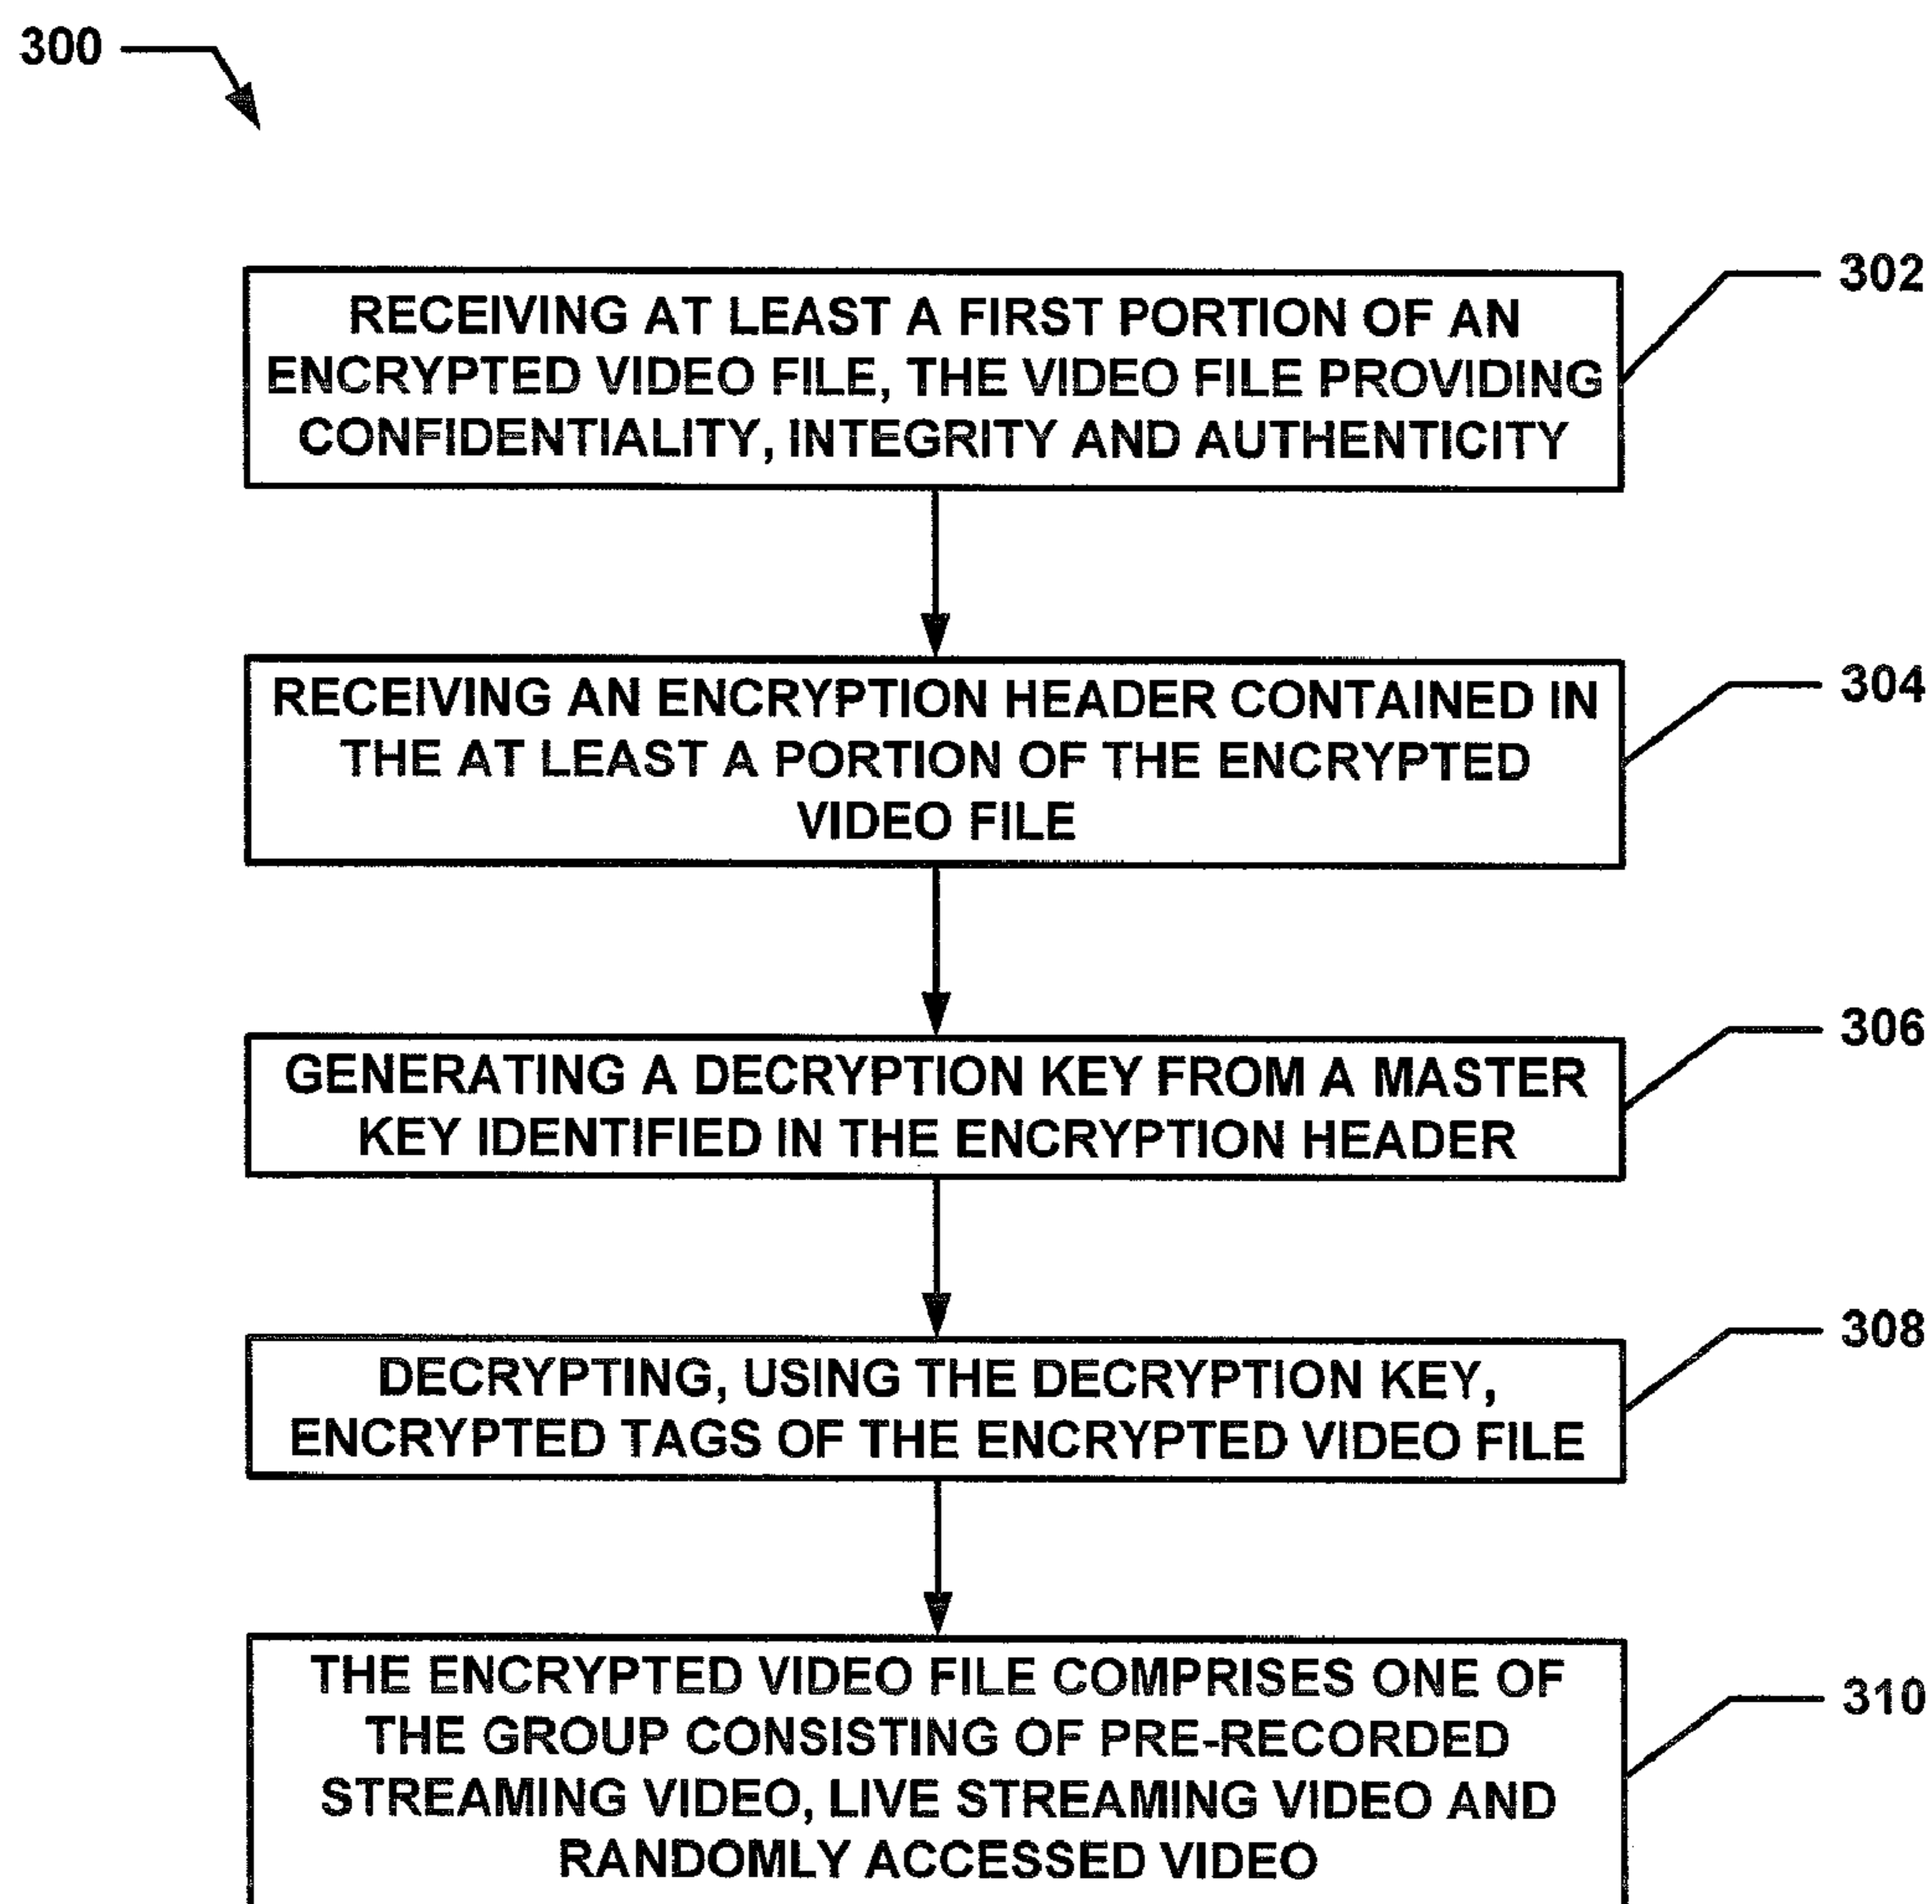 300
302
RECEIVING AT LEAST A FIRST PORTION OF AN
ENCRYPTED VIDEO FILE, THE VIDEO FILE PROVIDING
CONFIDENTIALITY, INTEGRITY AND AUTHENTICITY
304
RECEIVING AN ENCRYPTION HEADER CONTAINED IN
THE AT LEAST A PORTION OF THE ENCRYPTED
VIDEO FILE
306
GENERATING A DECRYPTION KEY FROM A MASTER
KEY IDENTIFIED IN THE ENCRYPTION HEADER
308
DECRYPTING, USING THE DECRYPTION KEY,
ENCRYPTED TAGS OF THE ENCRYPTED VIDEO FILE
310
THE ENCRYPTED VIDEO FILE COMPRISES ONE OF
THE GROUP CONSISTING OF PRE-RECORDED
STREAMING VIDEO, LIVE STREAMING VIDEO AND
RANDOMLY ACCESSED VIDEO